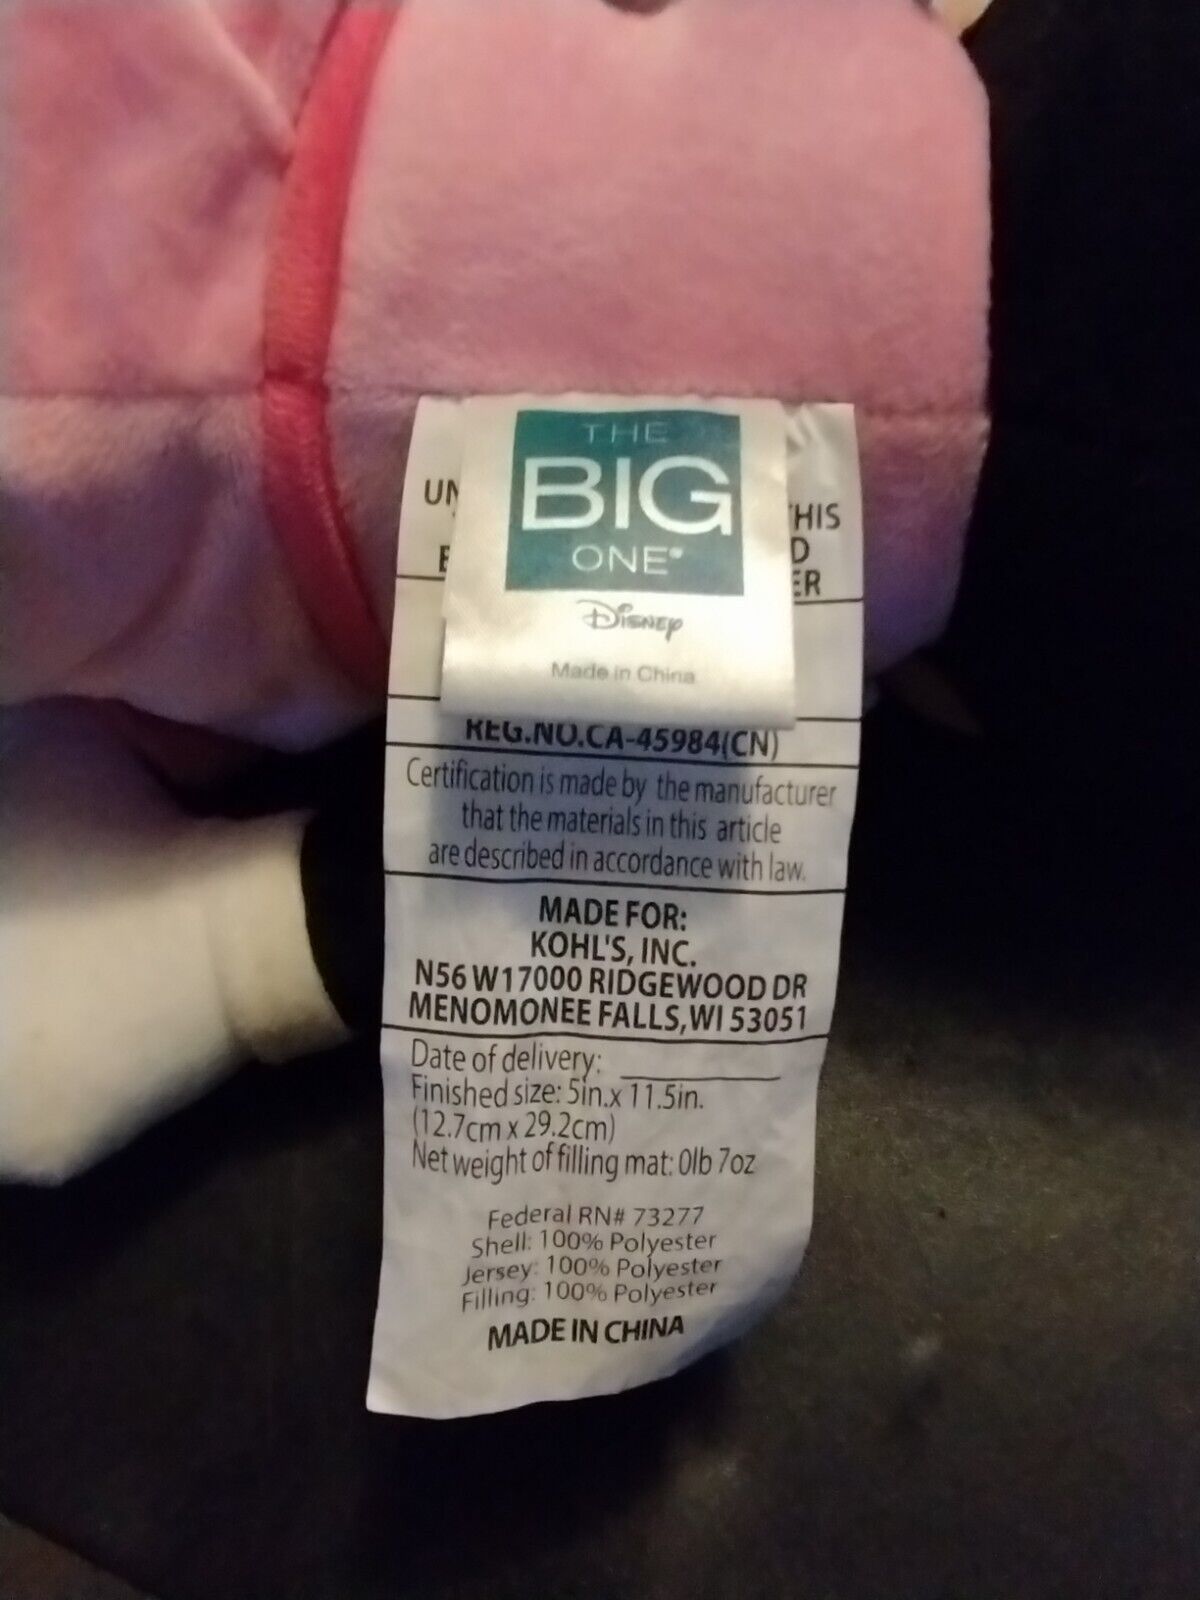 THE
BIG
ONE®
Disney
Made in China
REG.NO.CA-45984(CN)
Certification is made by the manufacturer
that the materials in this article
are described in accordance with law.
MADE FOR:
KOHL'S, INC.
N56 W17000 RIDGEWOOD DR
MENOMONEE FALLS, WI 53051
Date of delivery:
Finished size: 5in.x 11.5in.
(12.7cm x 29.2cm)
Net weight of filling mat: 0lb 7oz
Federal RN# 73277
Shell: 100% Polyester
Jersey: 100% Polyester
Filling: 100% Polyester
MADE IN CHINA